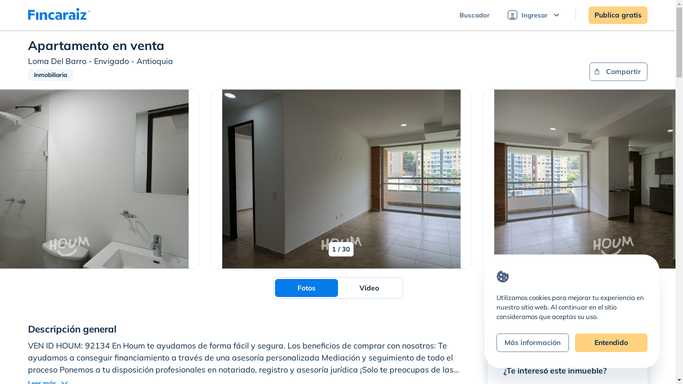 Fincaraiz
Buscador
Ingresar
Publica gratis
Apartamento en venta
Loma Del Barro - Envigado - Antioquia
Inmobiliaria
Compartir
HOUM
HOUM
HOUM
1 / 30
Fotos
Video
Utilizamos cookies para mejorar tu experiencia en
nuestro sitio web. Al continuar en el sitio
consideramos que aceptas su uso.
Más información
Entendido
Descripción general
VEN ID HOUM: 92134 En Houm te ayudamos de forma fácil y segura. Los beneficios de comprar con nosotros: Te
ayudamos a conseguir financiamiento a través de una asesoría personalizada Mediación y seguimiento de todo el
proceso Ponemos a tu disposición profesionales en notariado, registro y asesoría jurídica ¡Solo te preocupas de las...
Leer más
¿Te interesó este inmueble?